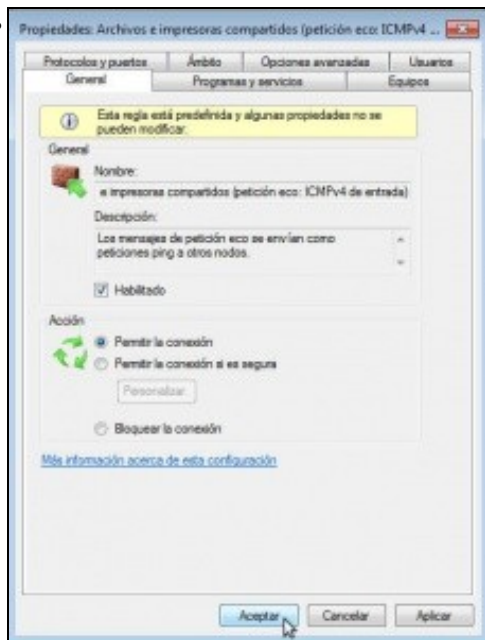 Propiedades: Archivos e impresoras compartidos (petición eco: ICMPv4 ...
Protocolos y puertos
Ámbito
Opciones avanzadas
Usuarios
General
Programas y servicios
Equipos
Esta regla está predefinida y algunas propiedades no se
pueden modificar.
General
Nombre:
e impresoras compartidos (petición eco: ICMPv4 de entrada)
Descripción:
Los mensajes de petición eco se envían como
peticiones ping a otros nodos.
Habilitado
Acción
Permitir la conexión
Permitir la conexión si es segura
Personalizar
Bloquear la conexión
Más información acerca de esta configuración
Aceptar
Cancelar
Aplicar